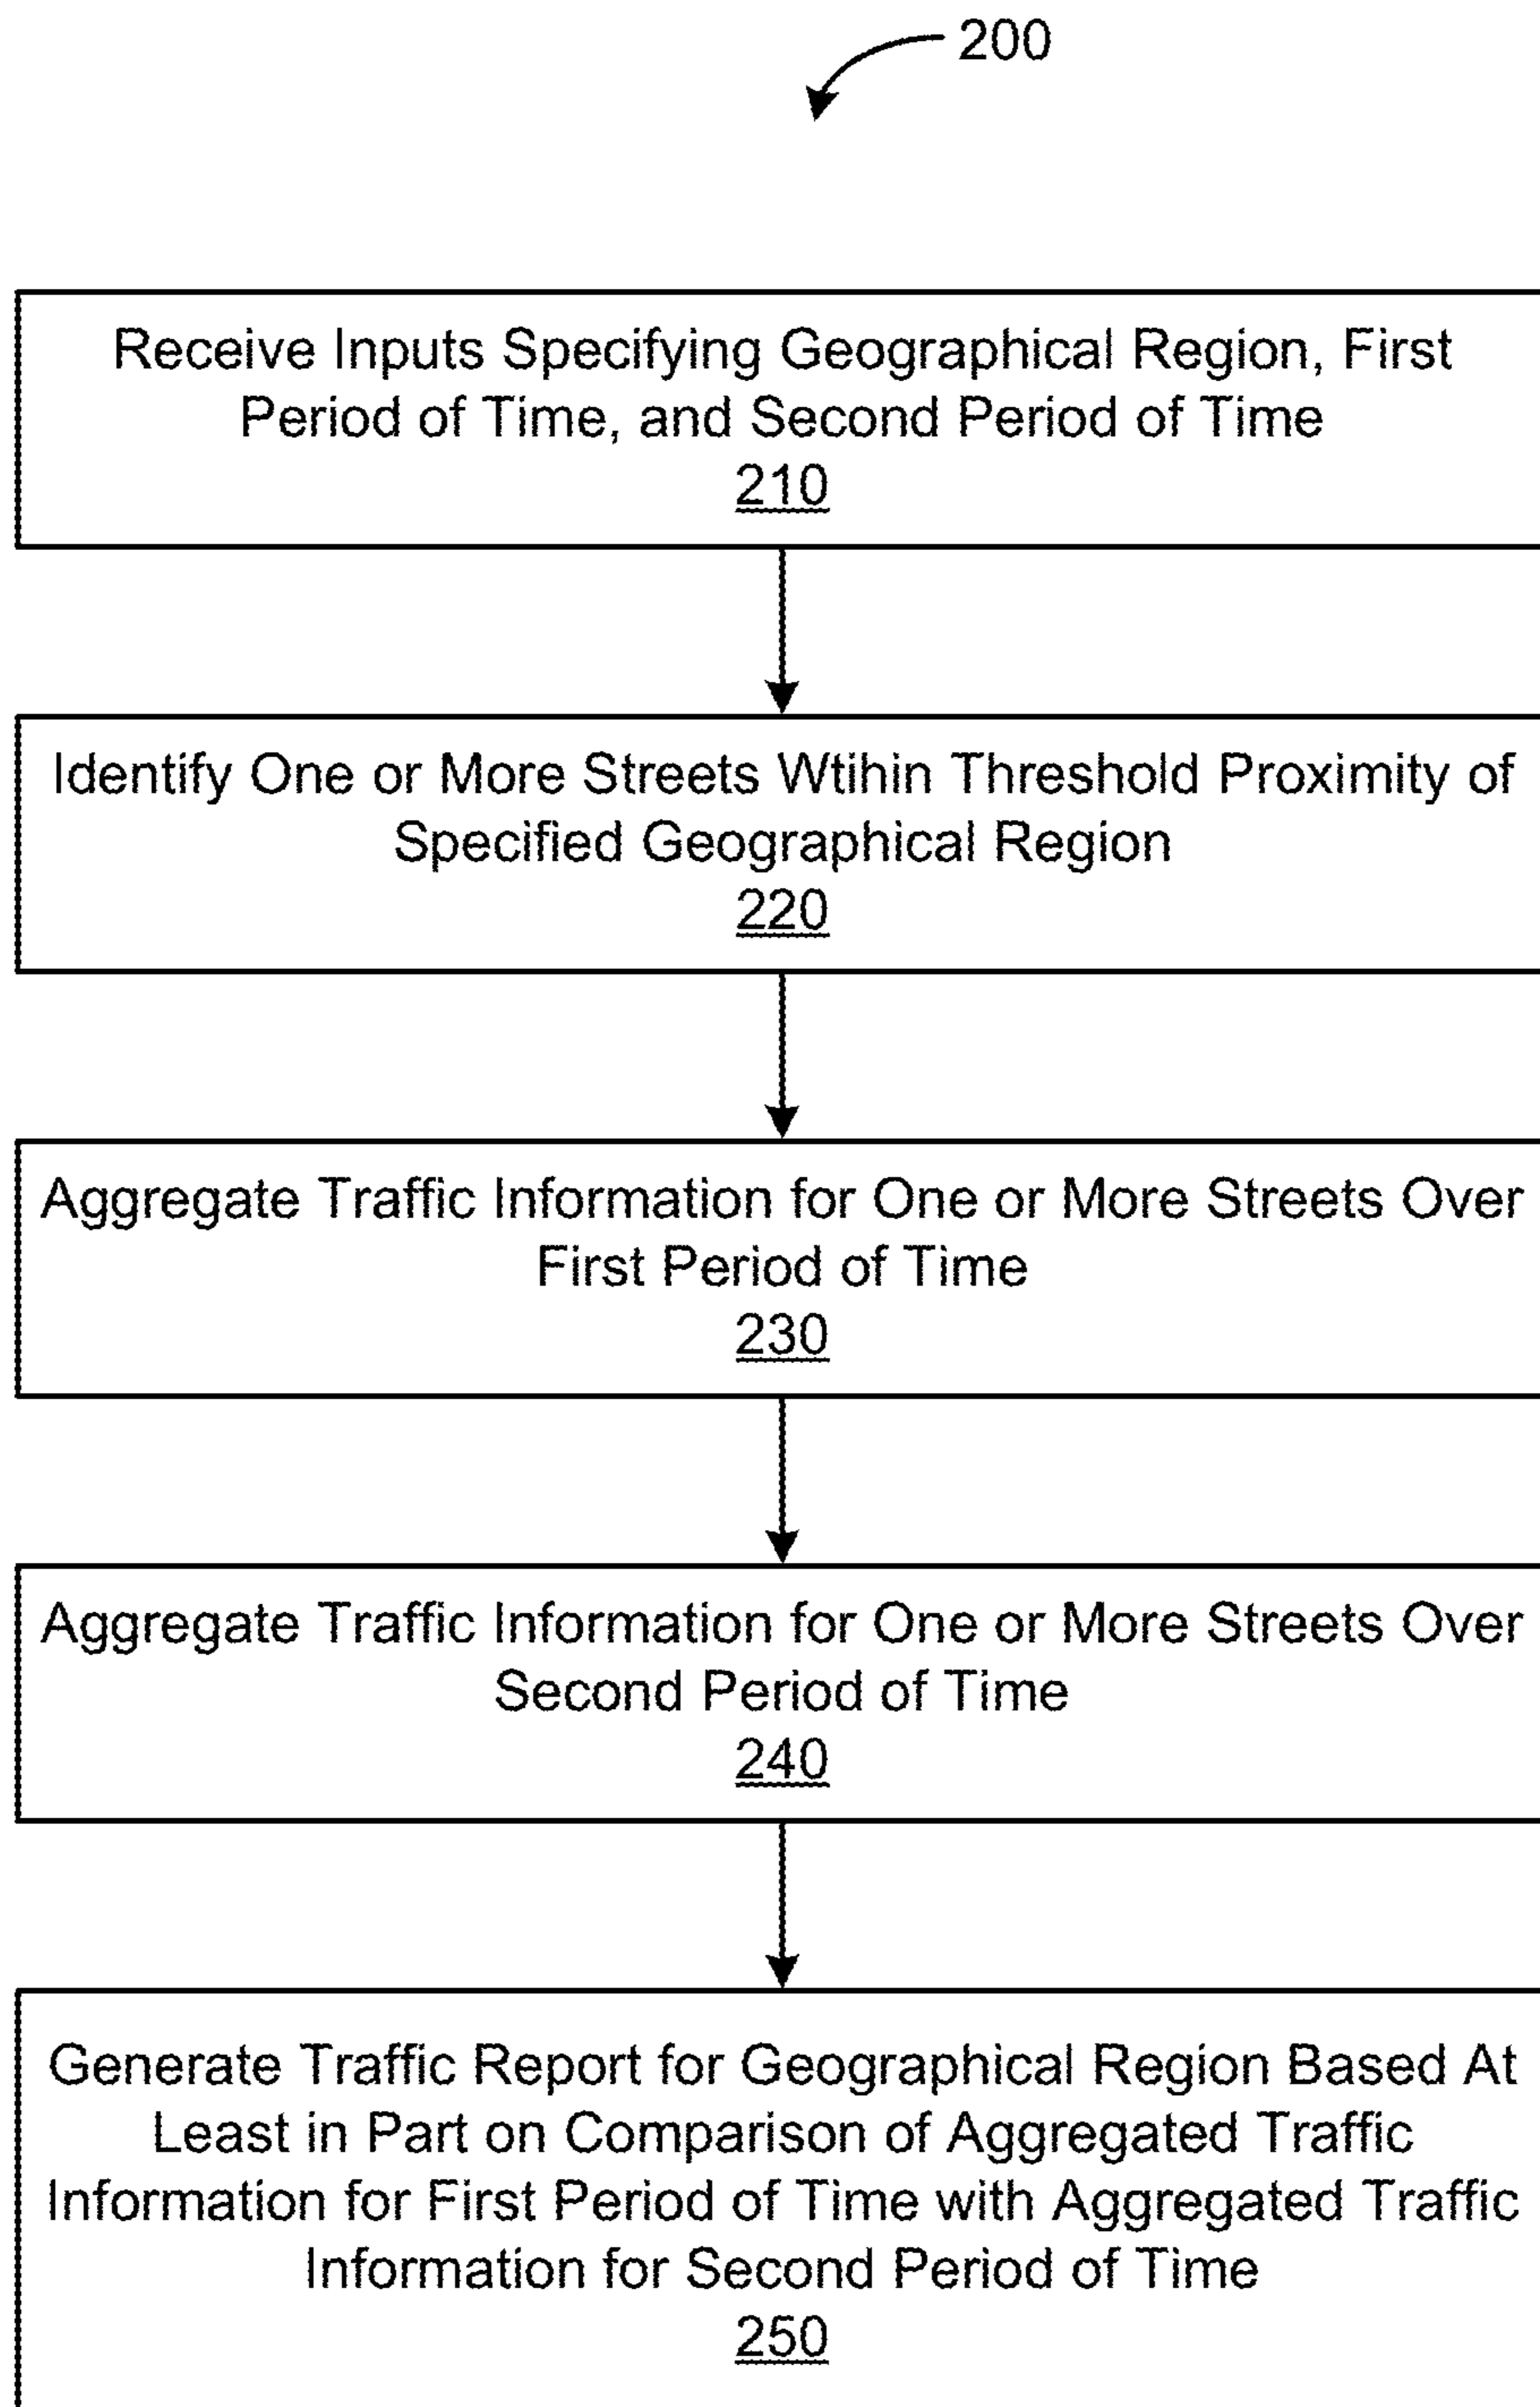 200
Receive Inputs Specifying Geographical Region, First
Period of Time, and Second Period of Time
210
Identify One or More Streets Wtihin Threshold Proximity of
Specified Geographical Region
220
Aggregate Traffic Information for One or More Streets Over
First Period of Time
230
Aggregate Traffic Information for One or More Streets Over
Second Period of Time
240
Generate Traffic Report for Geographical Region Based At
Least in Part on Comparison of Aggregated Traffic
Information for First Period of Time with Aggregated Traffic
Information for Second Period of Time
250